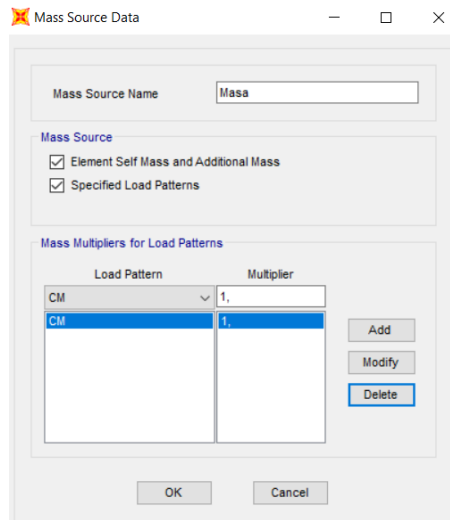 Mass Source Data
Mass Source Name Masa
Mass Source
Element Self Mass and Additional Mass
Specified Load Patterns
Mass Multipliers for Load Patterns
Load Pattern Multiplier
CM 1,
CM 1,
Add
Modify
Delete
OK Cancel